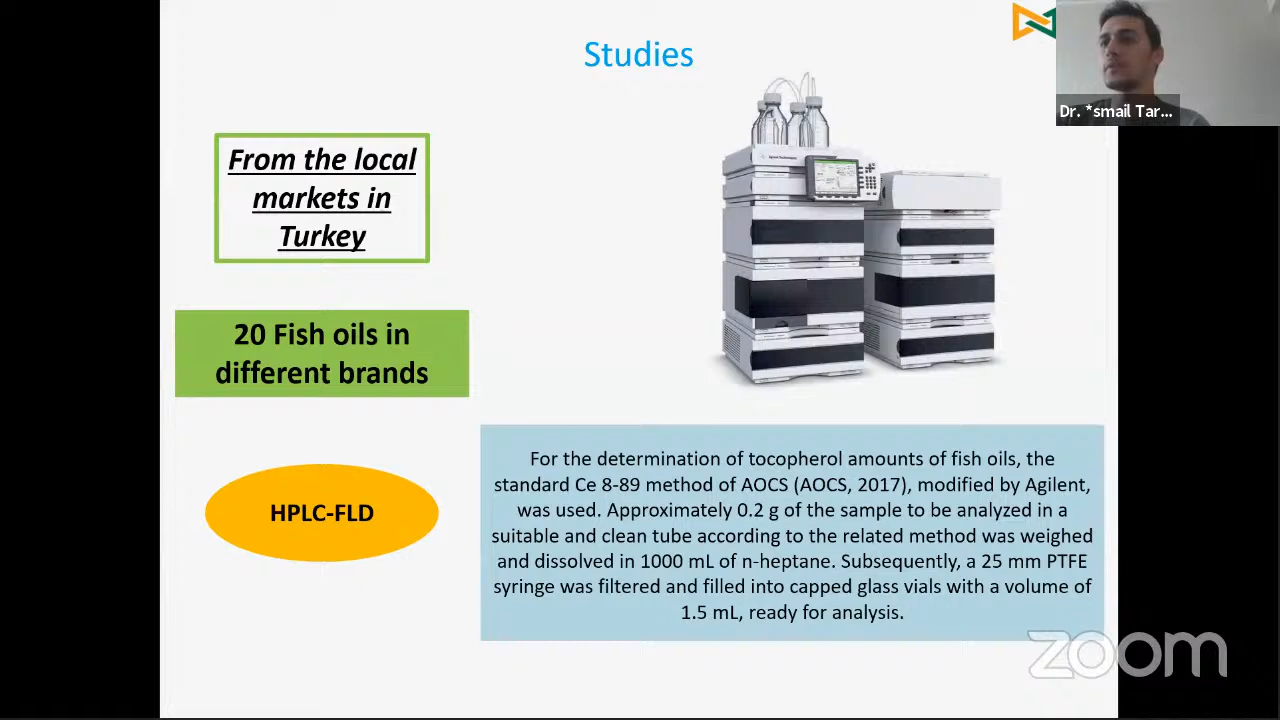 Studies
Dr. *smail Tar...
From the local
markets in
Turkey
20 Fish oils in
different brands
HPLC-FLD
For the determination of tocopherol amounts of fish oils, the
standard Ce 8-89 method of AOCS (AOCS, 2017), modified by Agilent,
was used. Approximately 0.2 g of the sample to be analyzed in a
suitable and clean tube according to the related method was weighed
and dissolved in 1000 mL of n-heptane. Subsequently, a 25 mm PTFE
syringe was filtered and filled into capped glass vials with a volume of
1.5 mL, ready for analysis.
zoom